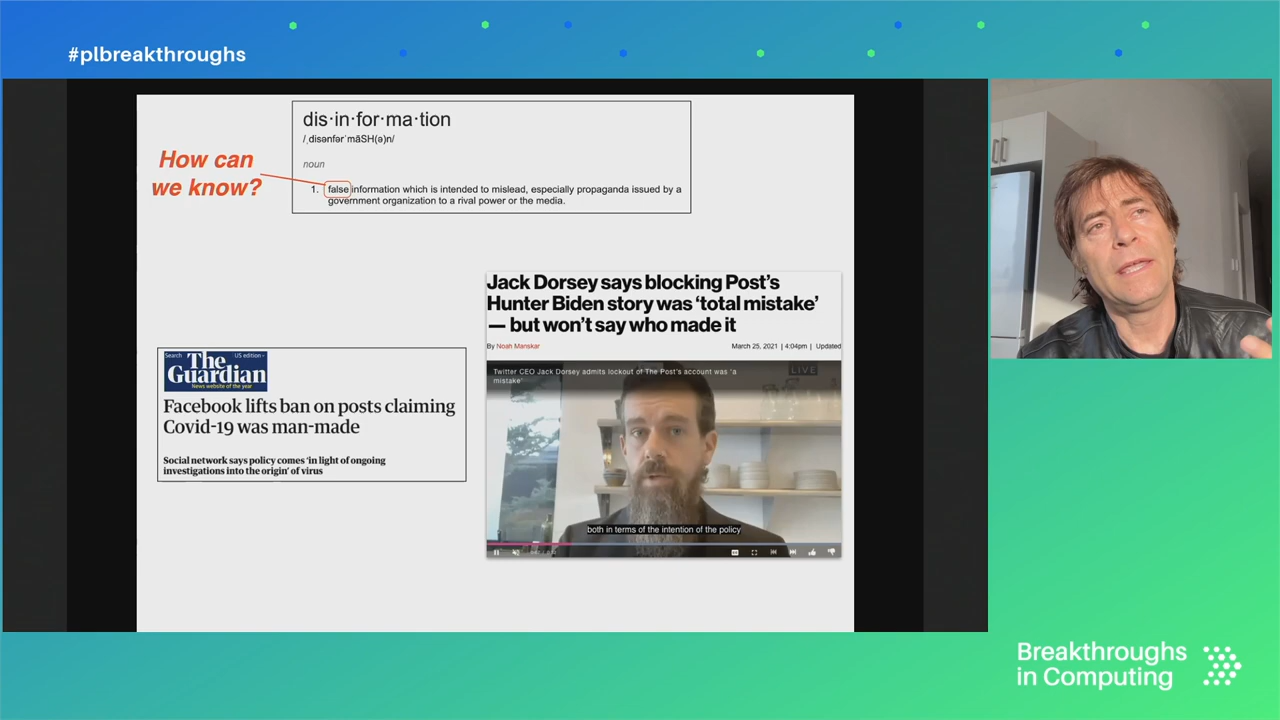 #plbreakthroughs
dis·in·for·ma·tion
/ˌdisənfərˈmāSH(ə)n/
noun
How can
we know?
1. false information which is intended to mislead, especially propaganda issued by a
government organization to a rival power or the media.
Jack Dorsey says blocking Post's
Hunter Biden story was 'total mistake'
— but won't say who made it
By Noah Manskar March 25, 2021 | 4:04pm | Updated
Twitter CEO Jack Dorsey admits lockout of The Post's account was "a
mistake"
LIVE
both in terms of the intention of the policy
Search US edition
The
Guardian
News website of the year
Facebook lifts ban on posts claiming
Covid-19 was man-made
Social network says policy comes 'in light of ongoing
investigations into the origin' of virus
Breakthroughs
in Computing